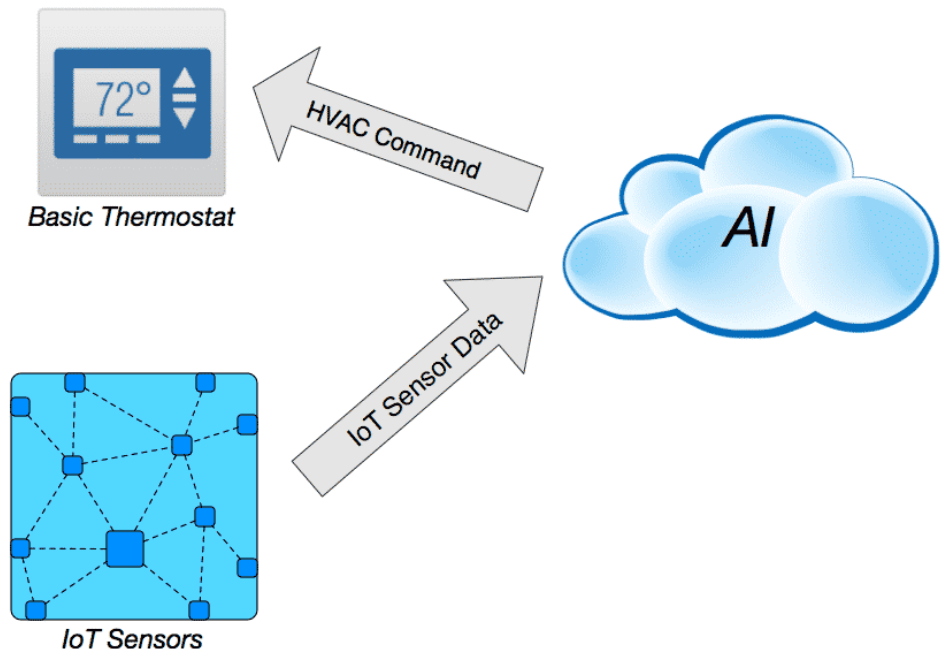 72°
Basic Thermostat
HVAC Command
AI
IoT Sensor Data
IoT Sensors